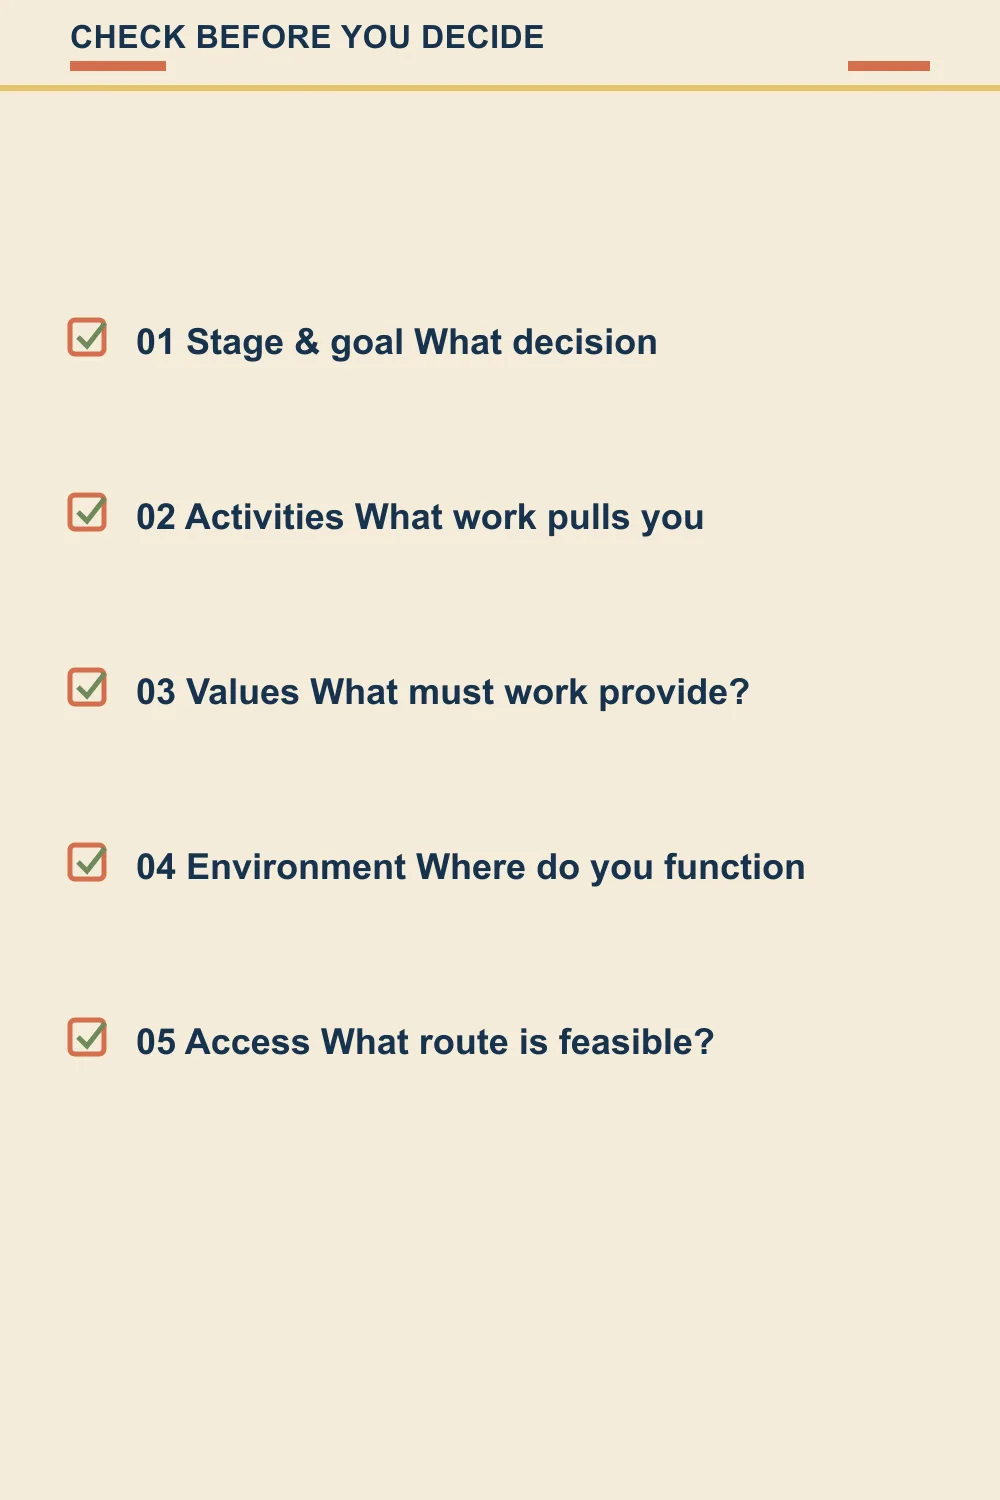 CHECK BEFORE YOU DECIDE
01 Stage & goal What decision
02 Activities What work pulls you
03 Values What must work provide?
04 Environment Where do you function
05 Access What route is feasible?